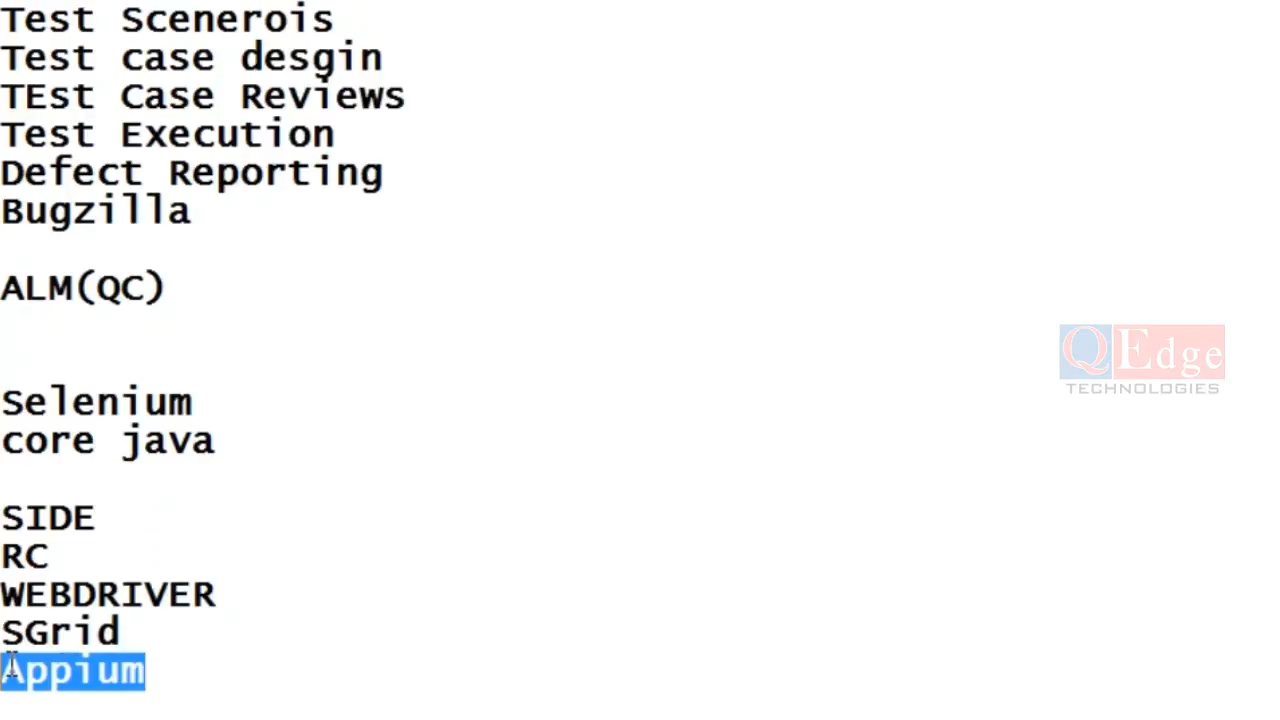 Test Scenerois
Test case desgin
TEst Case Reviews
Test Execution
Defect Reporting
Bugzilla
ALM(QC)
QEdge
TECHNOLOGIES
Selenium
core java
SIDE
RC
WEBDRIVER
SGrid
Appium